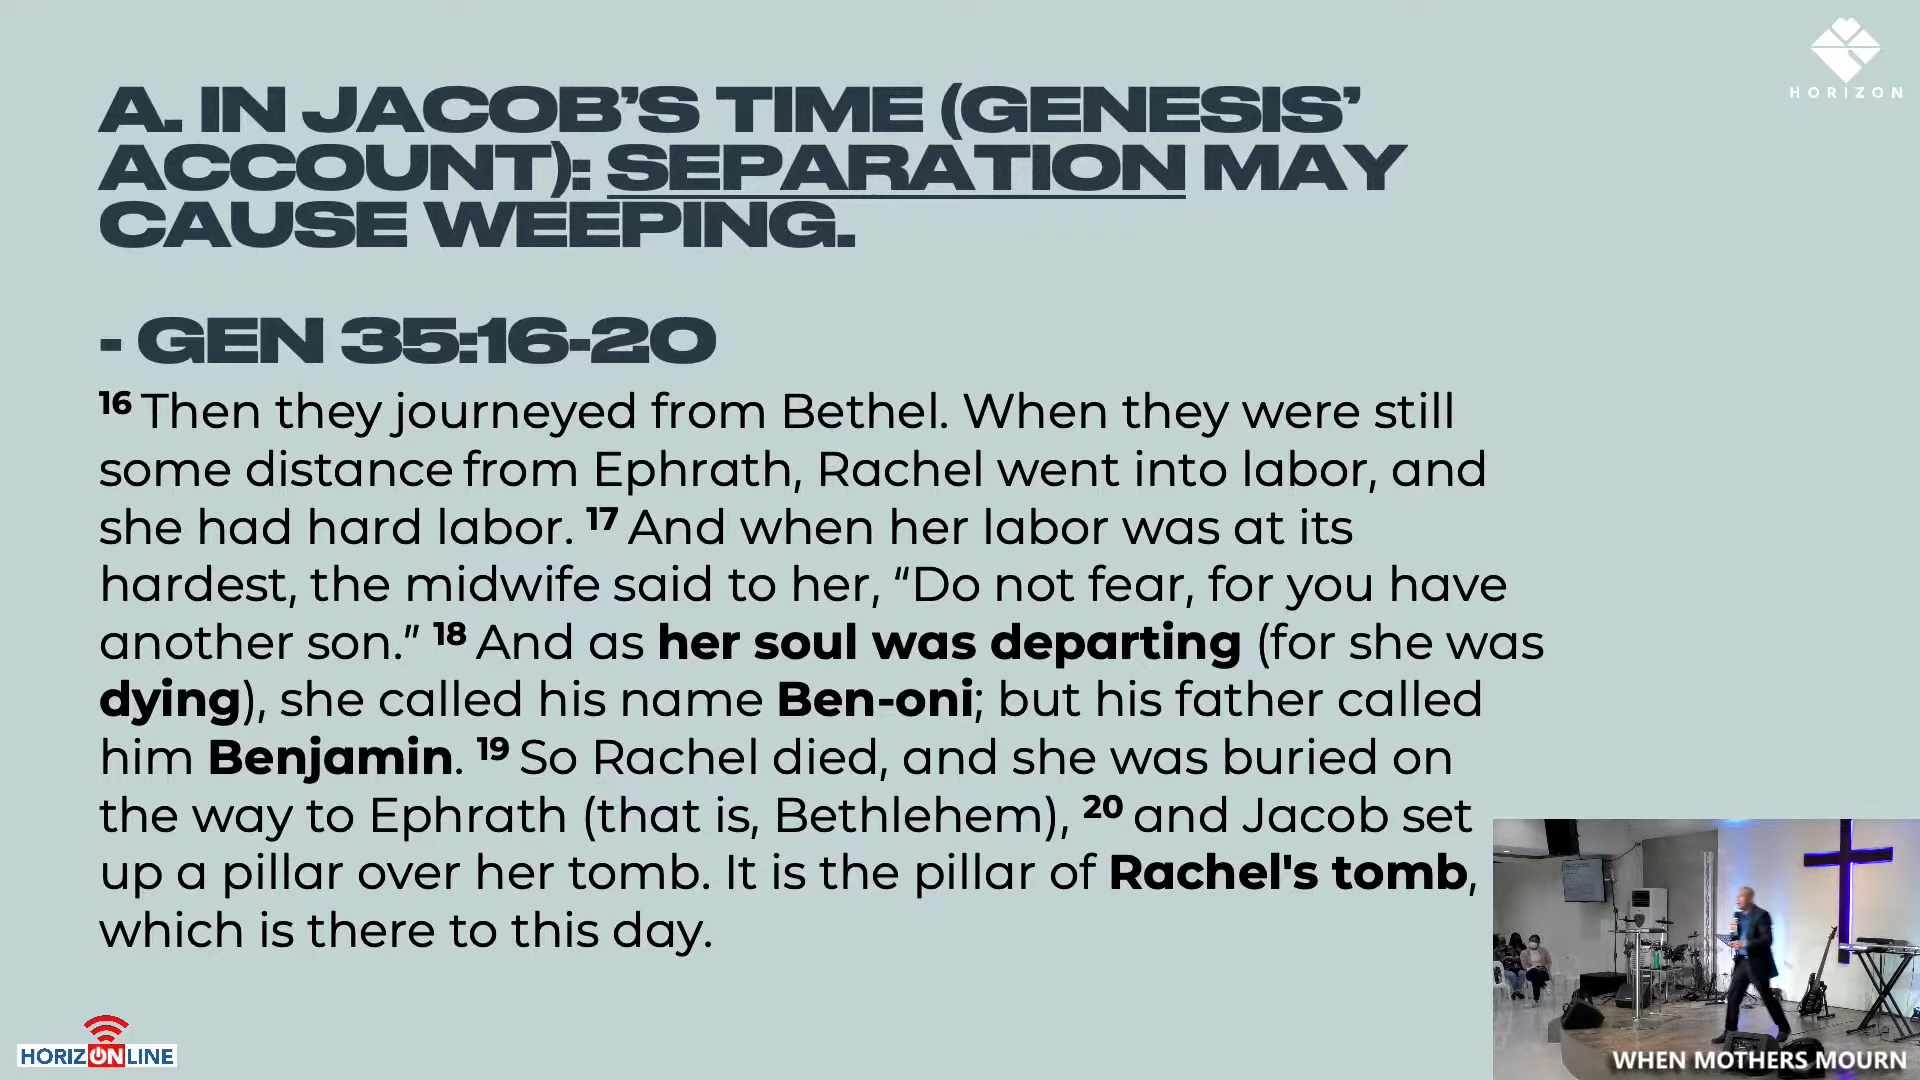 HORIZON
A. IN JACOB’S TIME (GENESIS’
ACCOUNT): SEPARATION MAY
CAUSE WEEPING.
- GEN 35:16-20
16 Then they journeyed from Bethel. When they were still
some distance from Ephrath, Rachel went into labor, and
she had hard labor. 17 And when her labor was at its
hardest, the midwife said to her, “Do not fear, for you have
another son.” 18 And as her soul was departing (for she was
dying), she called his name Ben-oni; but his father called
him Benjamin. 19 So Rachel died, and she was buried on
the way to Ephrath (that is, Bethlehem), 20 and Jacob set
up a pillar over her tomb. It is the pillar of Rachel's tomb,
which is there to this day.
HORIZONLINE
WHEN MOTHERS MOURN